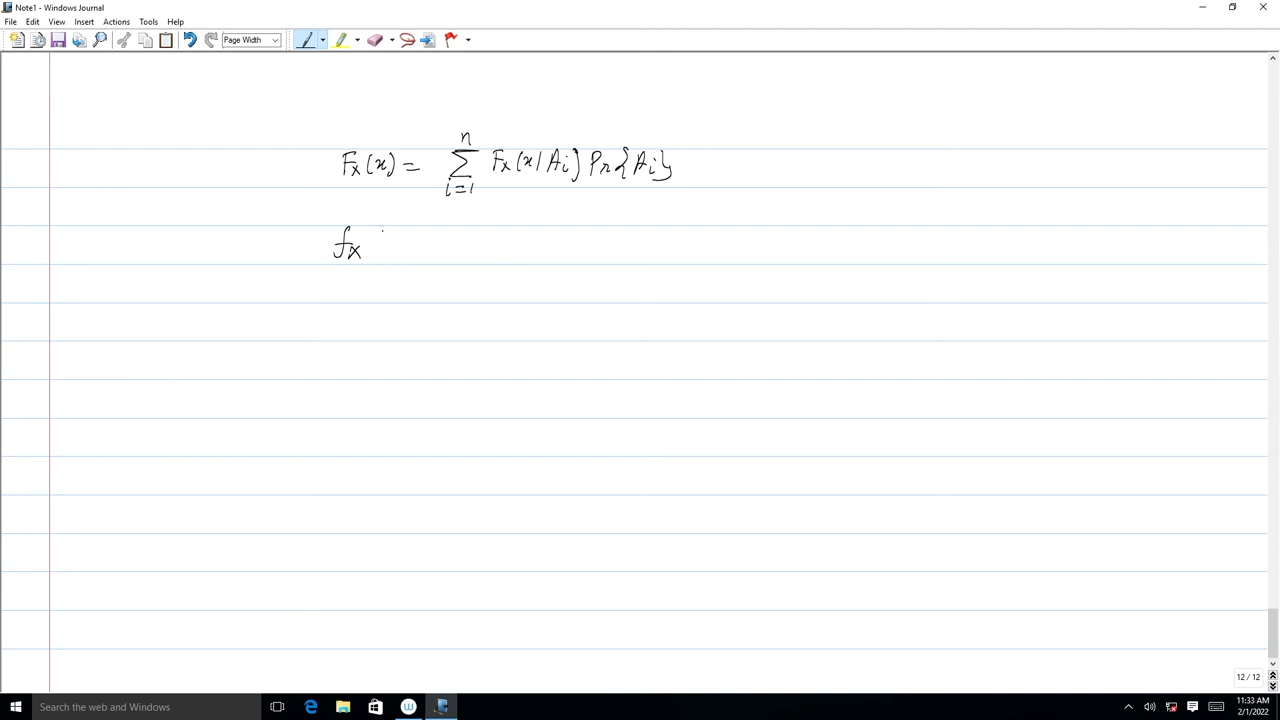 Note1 - Windows Journal
File Edit View Insert Actions Tools Help
Page Width
n
Fx(x) = ∑ Fx(x/Ai) Pr{Ai}
i=1
fx
12 / 12
Search the web and Windows
11:33 AM
2/1/2022